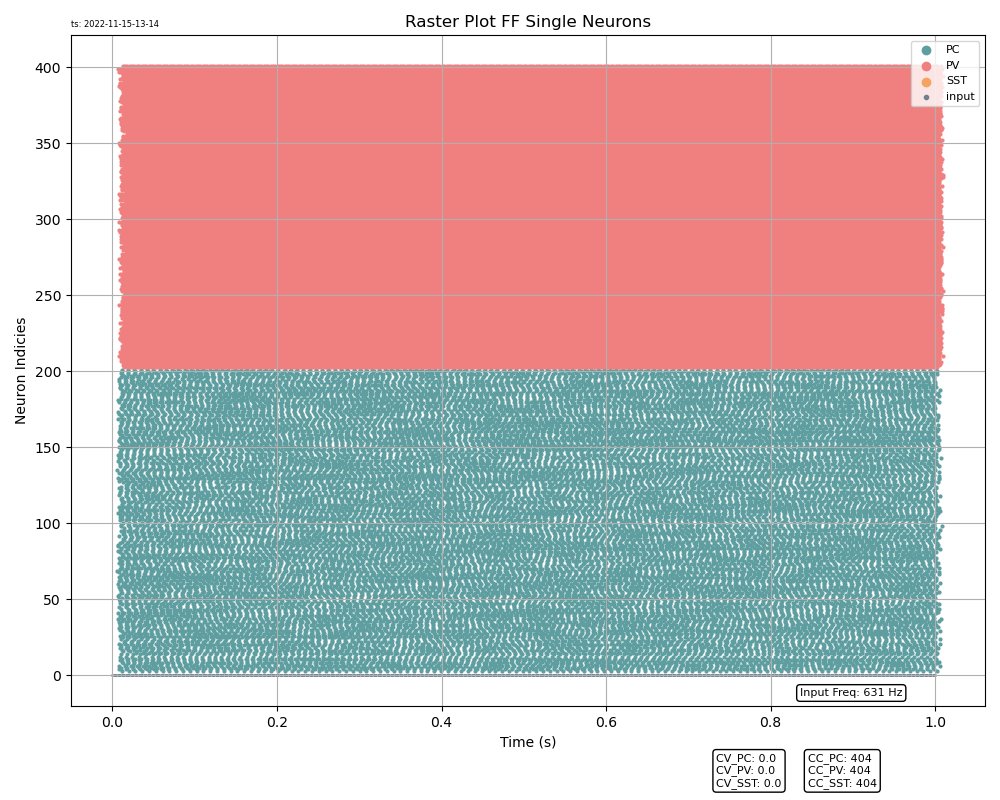 ts: 2022-11-15-13-14
Raster Plot FF Single Neurons
PC
PV
SST
input
400
350
300
250
200
150
100
50
0
Neuron Indicies
Input Freq: 631 Hz
0.0 0.2 0.4 0.6 0.8 1.0
Time (s)
CV_PC: 0.0
CV_PV: 0.0
CV_SST: 0.0
CC_PC: 404
CC_PV: 404
CC_SST: 404